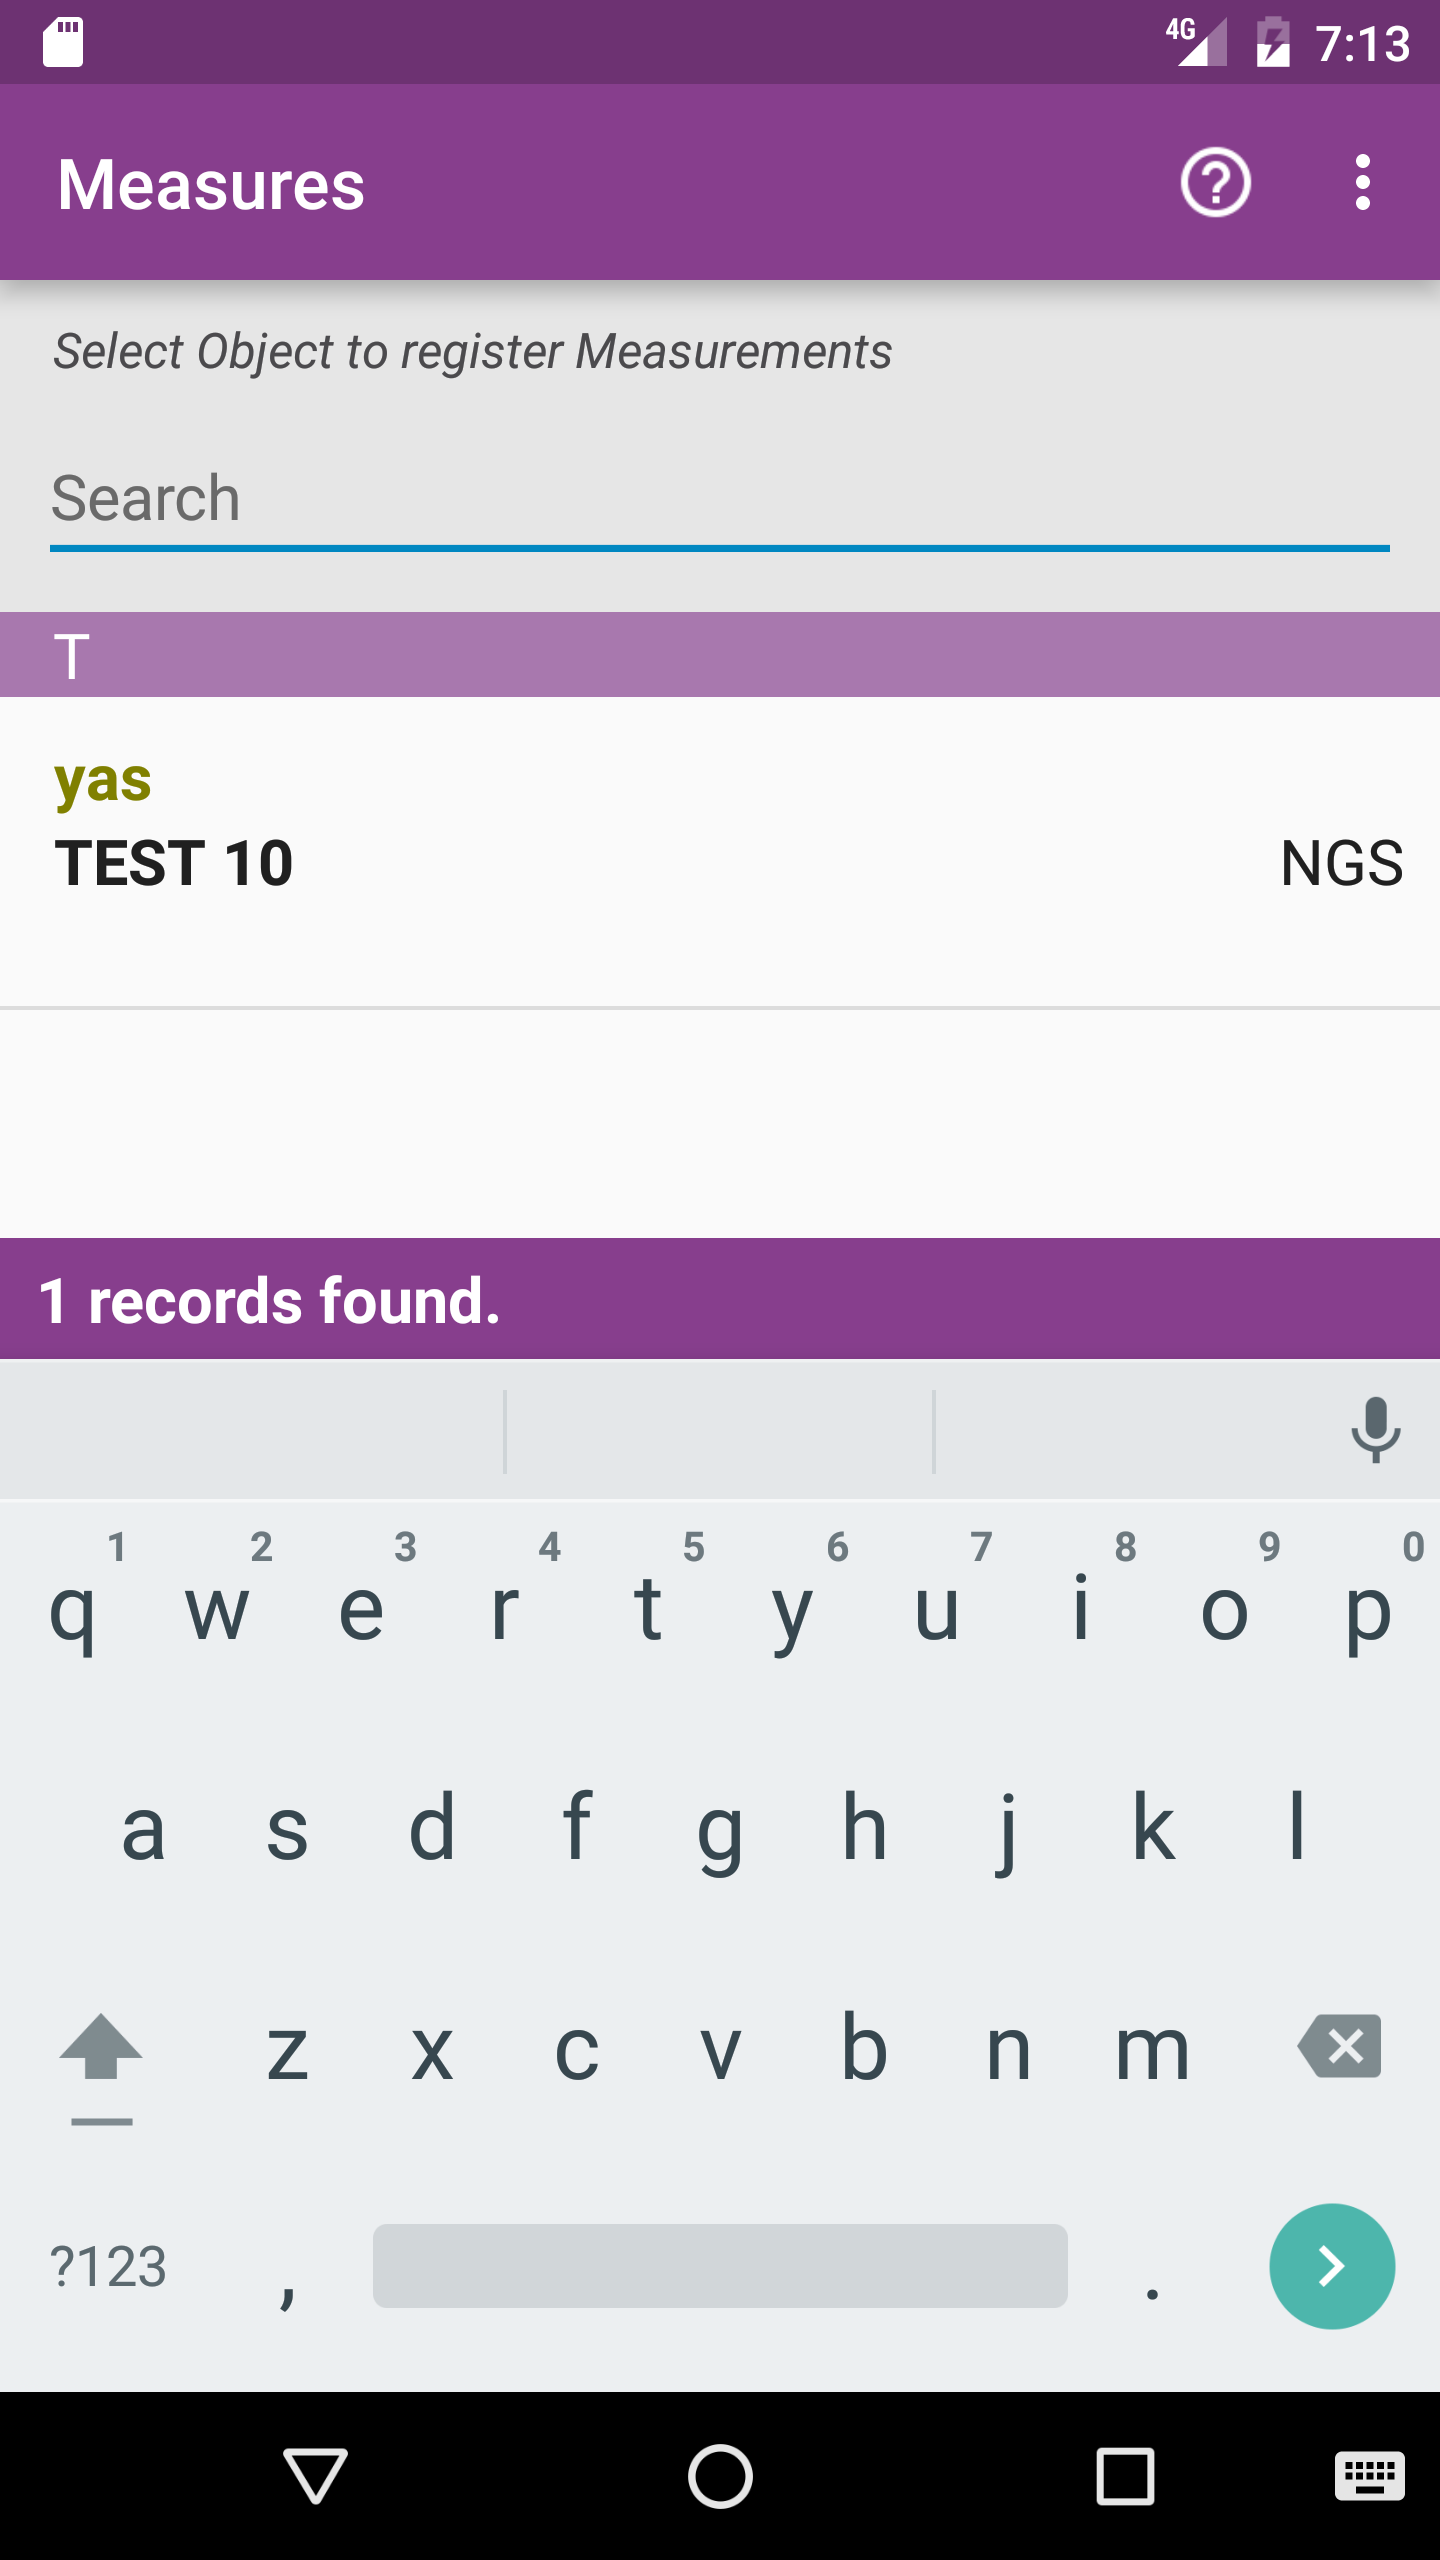 4G 7:13
Measures
Select Object to register Measurements
Search
T
yas
TEST 10 NGS
1 records found.
1 2 3 4 5 6 7 8 9 0
q w e r t y u i o p
a s d f g h j k l
z x c v b n m
?123 , .